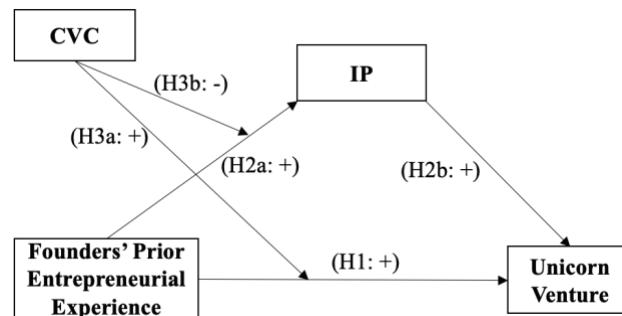 CVC
IP
(H3b: -)
(H3a: +)
(H2a: +)
(H2b: +)
Founders’ Prior
Entrepreneurial
Experience
(H1: +)
Unicorn
Venture